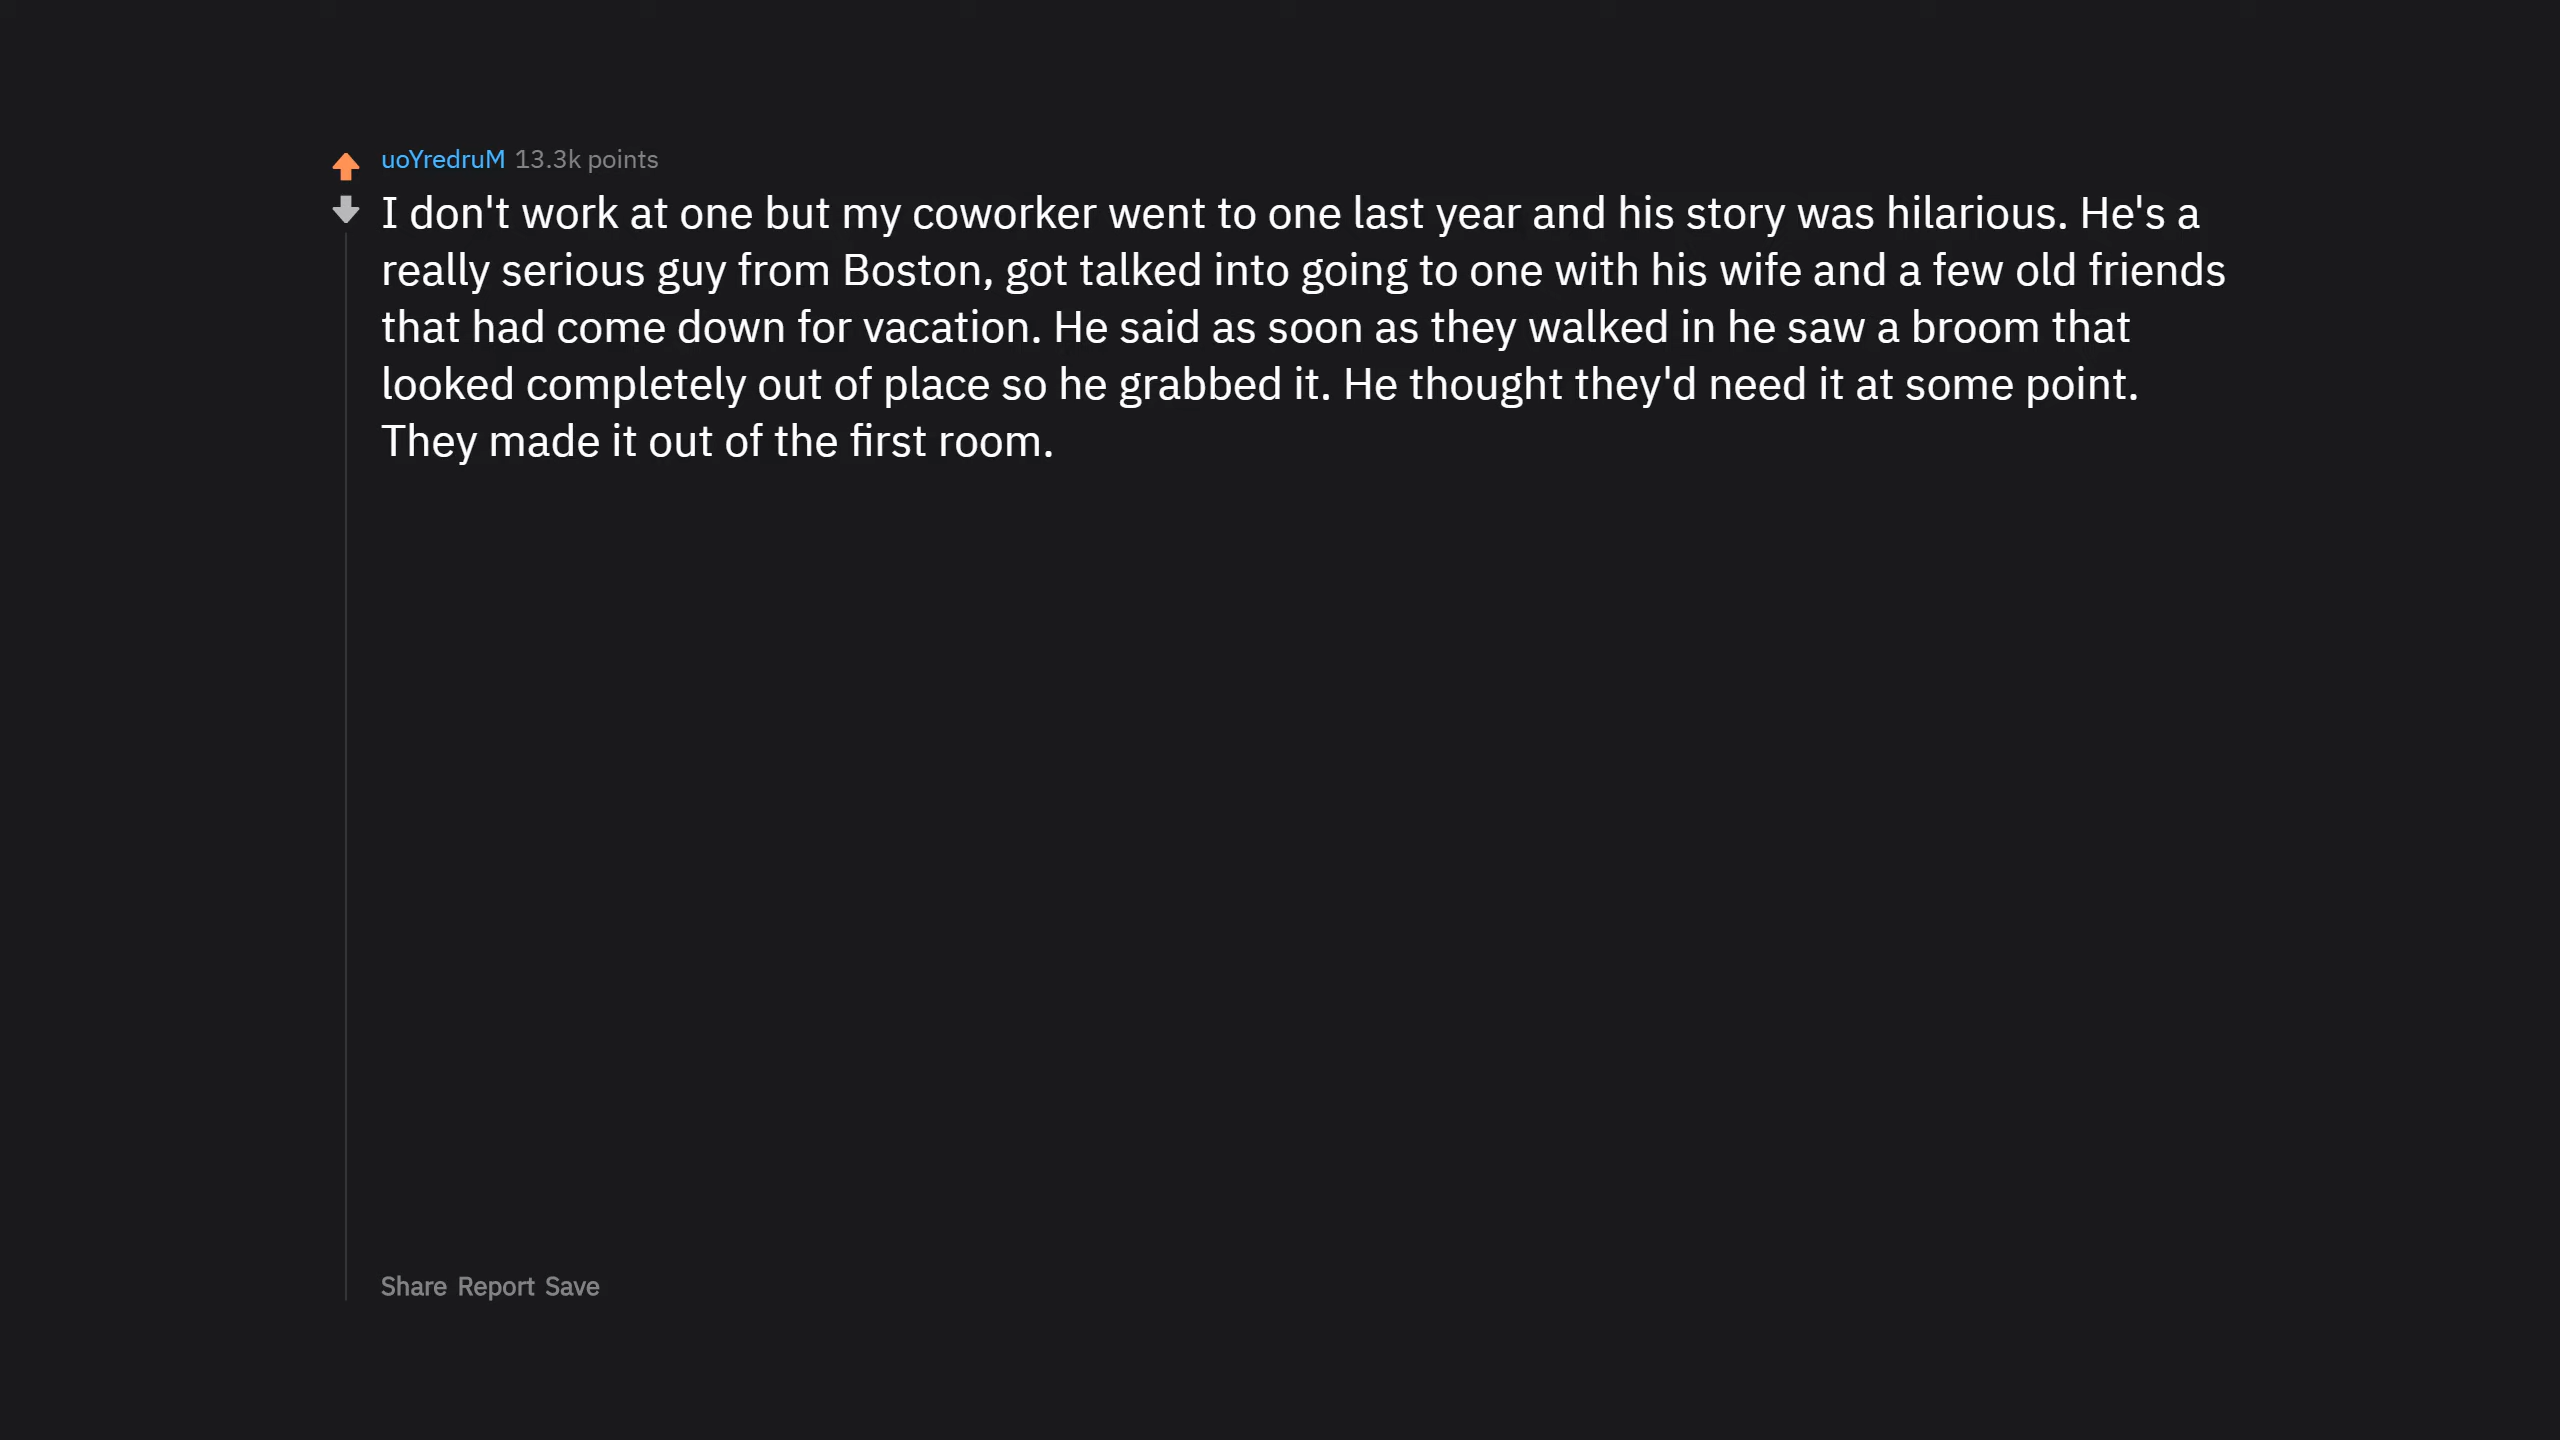 uoYredruM 13.3k points
I don't work at one but my coworker went to one last year and his story was hilarious. He's a
really serious guy from Boston, got talked into going to one with his wife and a few old friends
that had come down for vacation. He said as soon as they walked in he saw a broom that
looked completely out of place so he grabbed it. He thought they'd need it at some point.
They made it out of the first room.
Share Report Save